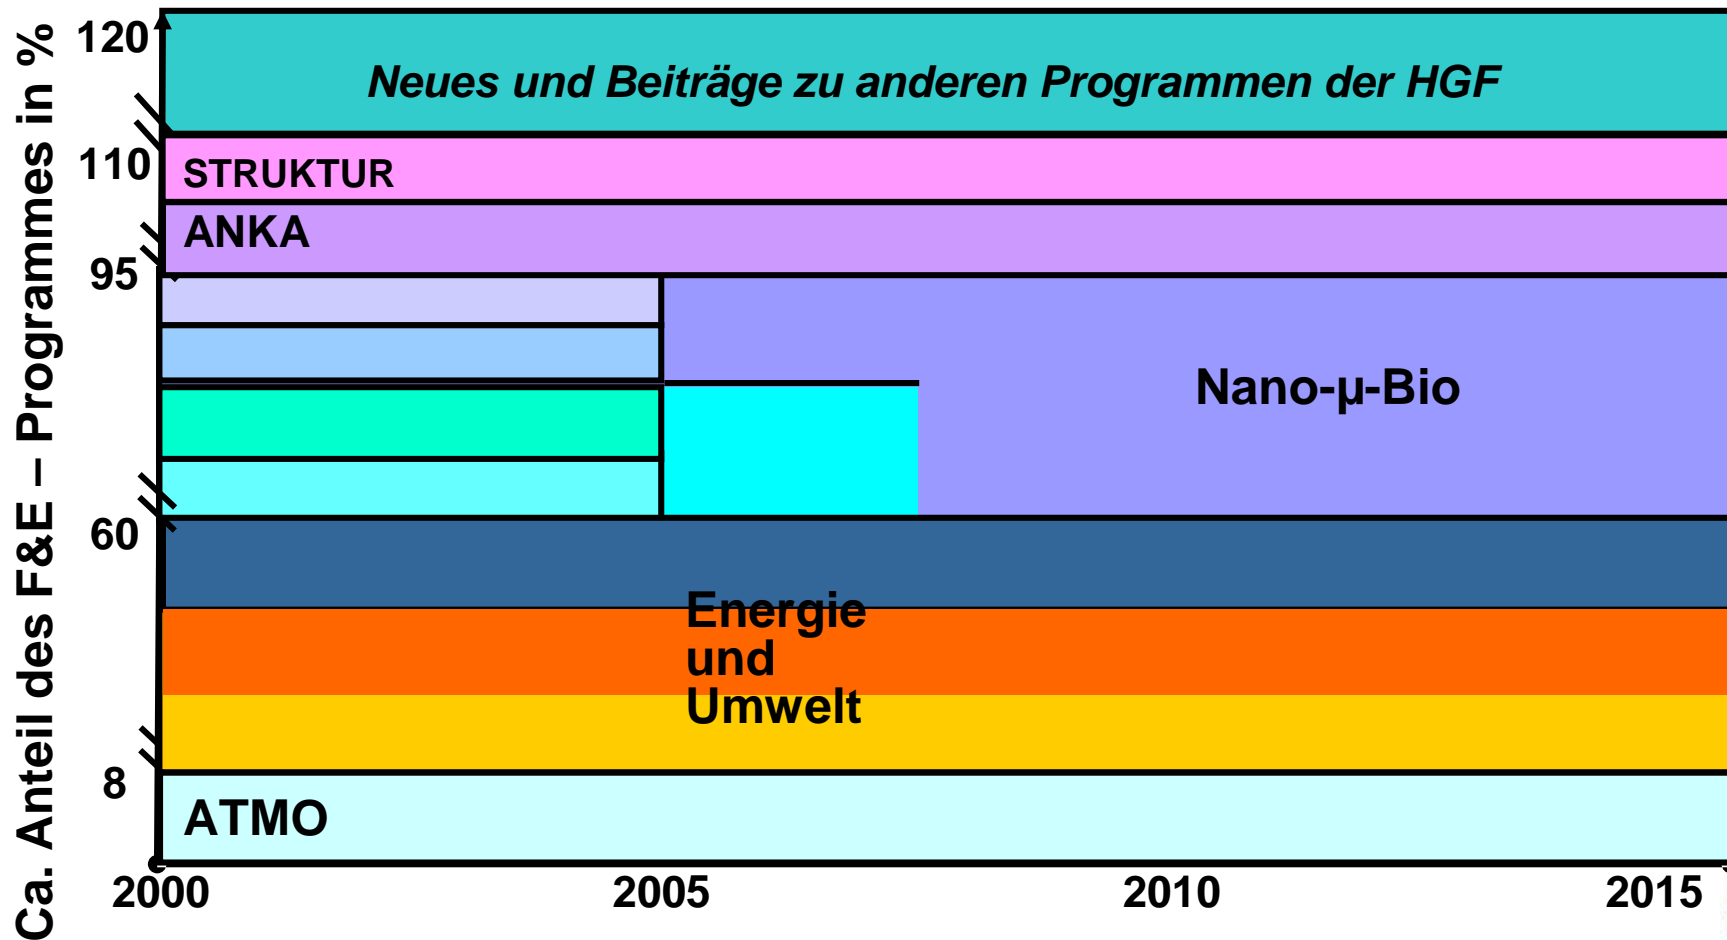 Ca. Anteil des F&E – Programmes in %
120
Neues und Beiträge zu anderen Programmen der HGF
110
STRUKTUR
ANKA
95
Nano-µ-Bio
60
Energie
und
Umwelt
8
ATMO
2000 2005 2010 2015